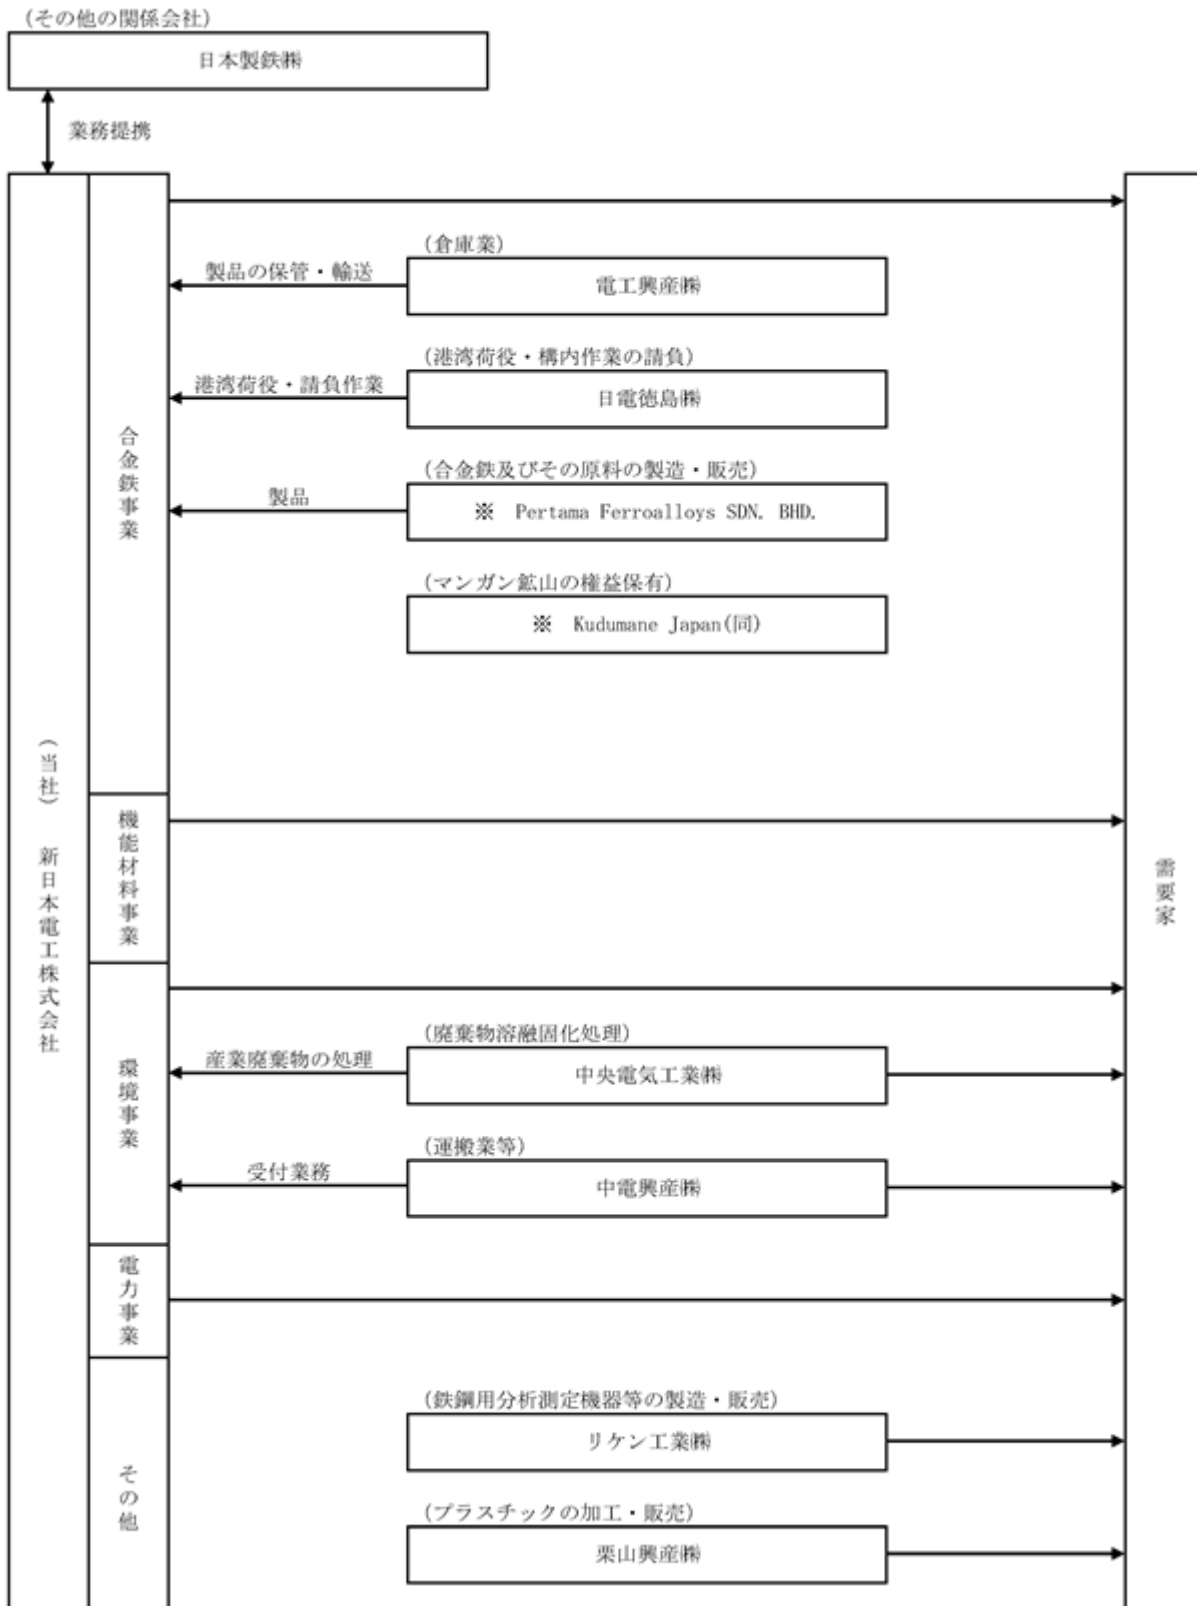 (その他の関係会社)
日本製鉄㈱
業務提携
(当社) 新日本電工株式会社
合金鉄事業
(倉庫業)
製品の保管・輸送
電工興産㈱
(港湾荷役・構内作業の請負)
港湾荷役・請負作業
日電徳島㈱
(合金鉄及びその原料の製造・販売)
製品
※ Pertama Ferroalloys SDN. BHD.
(マンガン鉱山の権益保有)
※ Kudumane Japan(同)
機能材料事業
環境事業
(廃棄物溶融固化処理)
産業廃棄物の処理
中央電気工業㈱
(運搬業等)
受付業務
中電興産㈱
電力事業
その他
(鉄鋼用分析測定機器等の製造・販売)
リケン工業㈱
(プラスチックの加工・販売)
栗山興産㈱
需要家